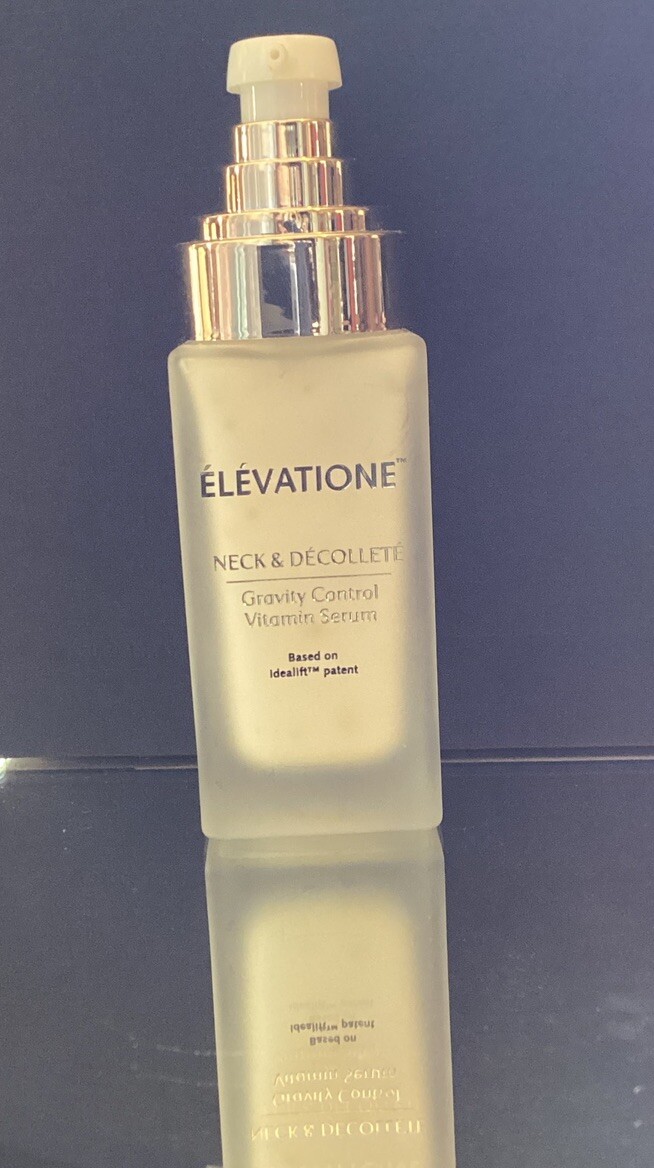 ÉLÉVATIONE™
NECK & DÉCOLLETÉ
Gravity Control
Vitamin Serum
Based on
Idealift™ patent